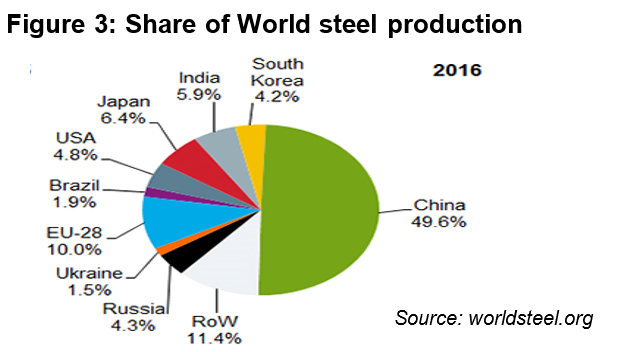 Figure 3: Share of World steel production
2016
South
Korea
4.2%
India
5.9%
Japan
6.4%
USA
4.8%
Brazil
1.9%
EU-28
10.0%
Ukraine
1.5%
Russia
4.3%
RoW
11.4%
China
49.6%
Source: worldsteel.org